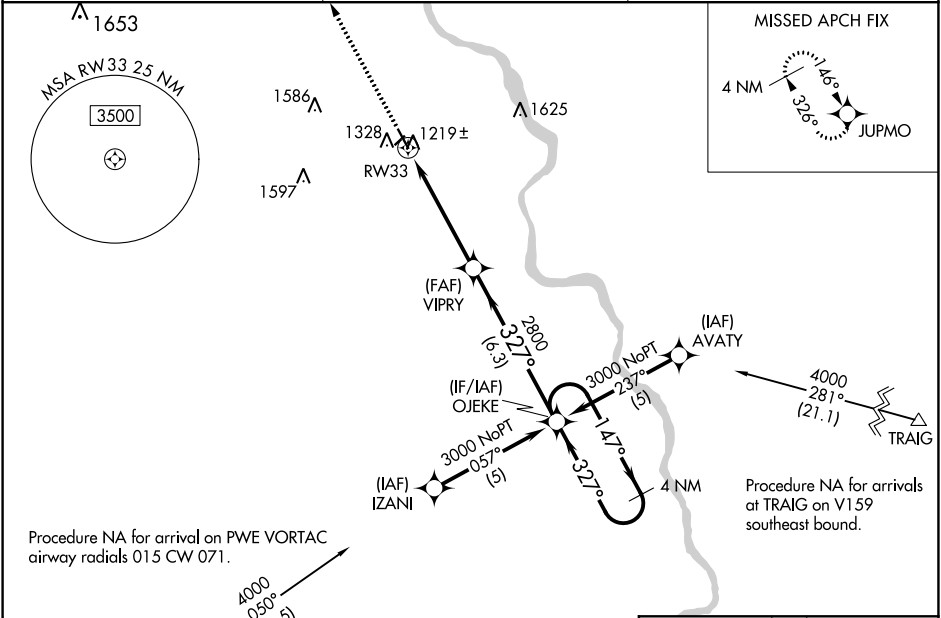 1653
MSA RW33 25 NM
3500
1586
1328
1219±
RW33
1597
1625
MISSED APCH FIX
4 NM
146°
326°
JUPMO
(FAF)
VIPRY
2800
327°
(6.3)
(IAF)
AVATY
3000 NoPT
237°
(5)
(IF/IAF)
OJEKE
4000
281°
(21.1)
TRAIG
3000 NoPT
057°
(5)
147°
327°
4 NM
(IAF)
IZANI
Procedure NA for arrivals
at TRAIG on V159
southeast bound.
Procedure NA for arrival on PWE VORTAC
airway radials 015 CW 071.
4000
050°
5)